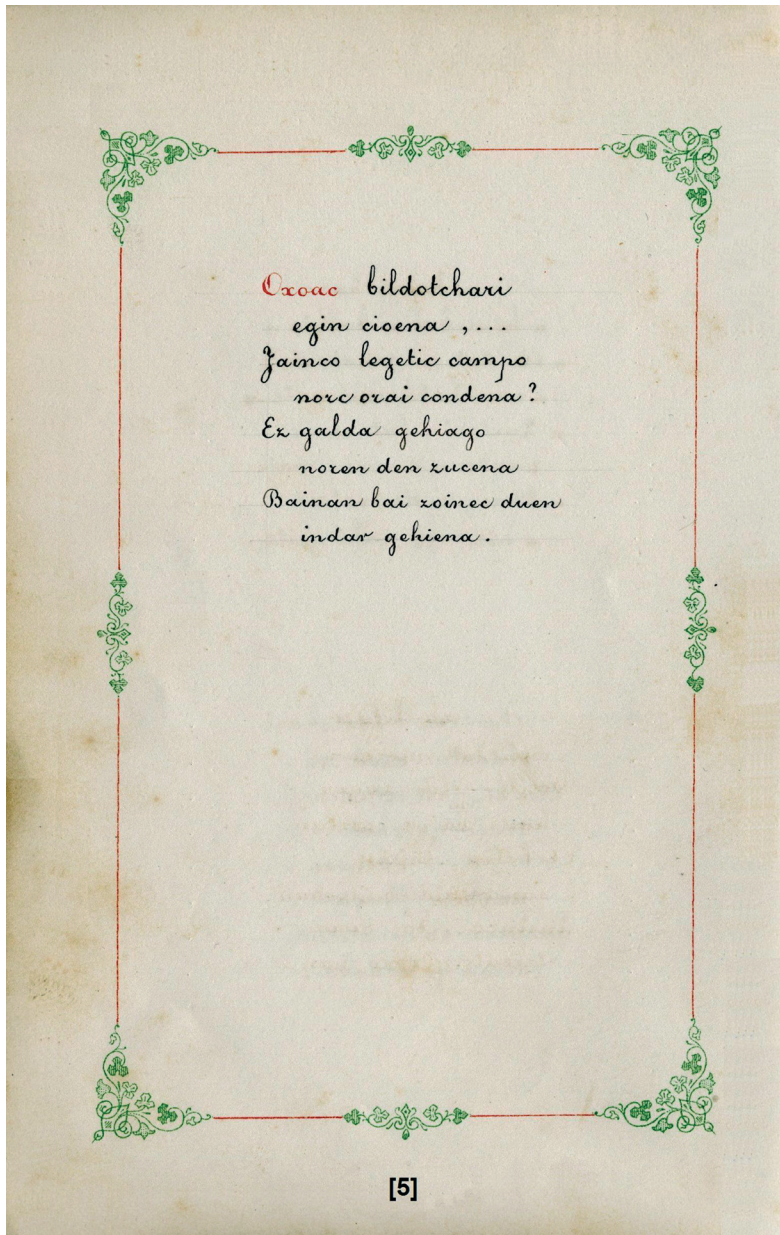 Oxoac bildotchari
egin cioena , ...
Jainco legetic campo
norc orai condena ?
Ez galda gehiago
noren den zucena
Bainan bai zoinec duen
indar gehiena .
[5]